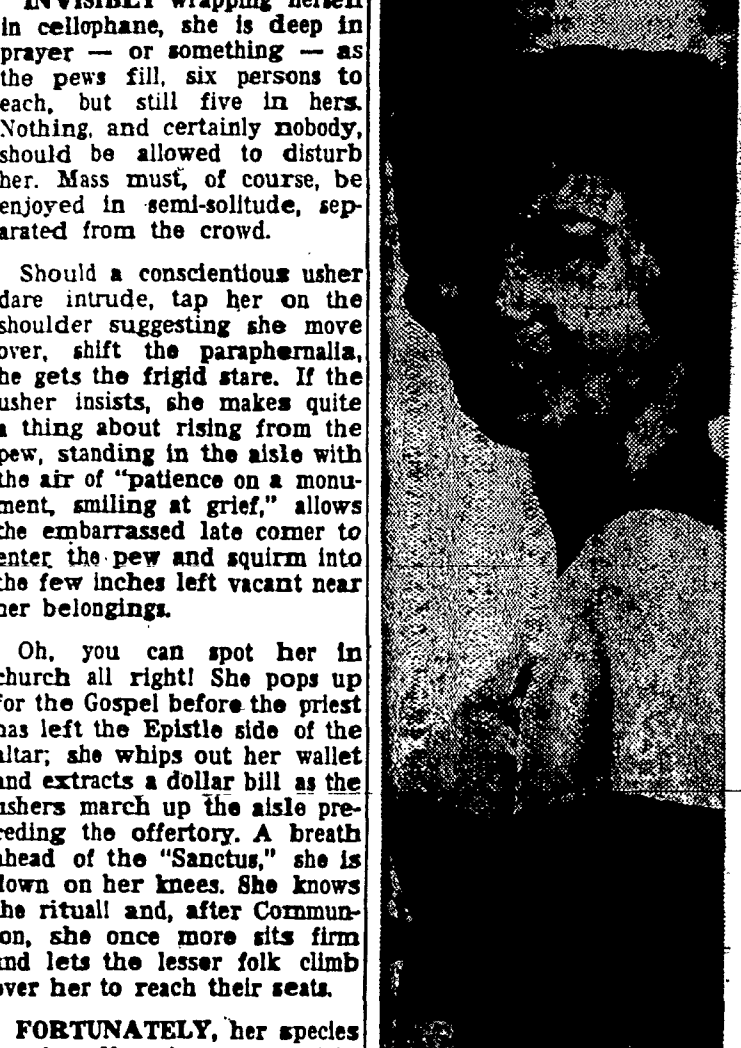 INVISIBLY wrapping herself
in cellophane, she is deep in
prayer — or something — as
the pews fill, six persons to
each, but still five in hers.
Nothing, and certainly nobody,
should be allowed to disturb
her. Mass must, of course, be
enjoyed in semi-solitude, sep-
arated from the crowd.
Should a conscientious usher
dare intrude, tap her on the
shoulder suggesting she move
over, shift the paraphernalia,
he gets the frigid stare. If the
usher insists, she makes quite
a thing about rising from the
pew, standing in the aisle with
the air of "patience on a monu-
ment, smiling at grief," allows
the embarrassed late comer to
enter the pew and squirm into
the few inches left vacant near
her belongings.
Oh, you can spot her in
church all right! She pops up
for the Gospel before the priest
has left the Epistle side of the
altar; she whips out her wallet
and extracts a dollar bill as the
ushers march up the aisle pre-
ceding the offertory. A breath
ahead of the "Sanctus," she is
down on her knees. She knows
the ritual! and, after Commun-
ion, she once more sits firm
and lets the lesser folk climb
over her to reach their seats.
FORTUNATELY, her species